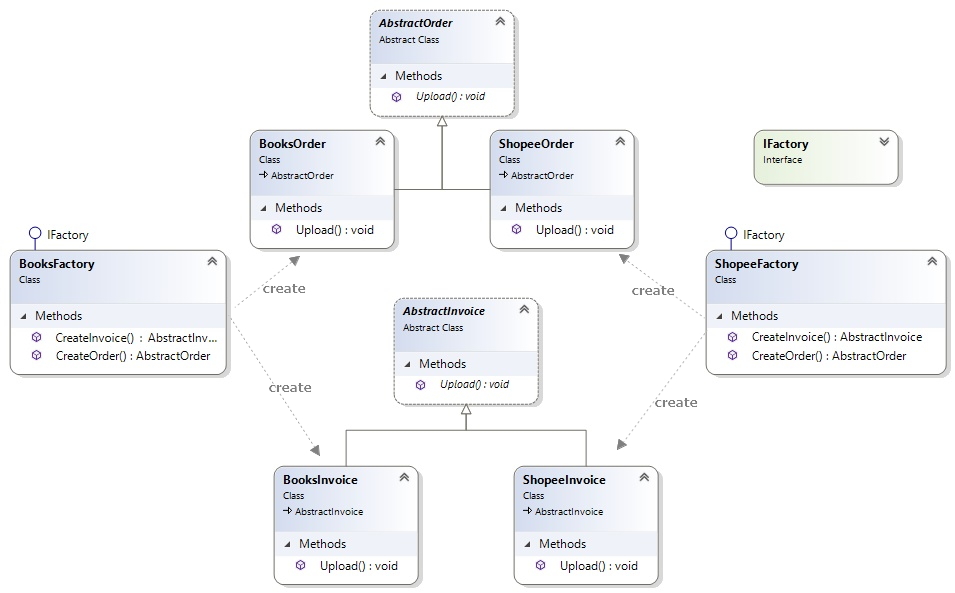 AbstractOrder
Abstract Class
Methods
Upload() : void
BooksOrder
Class
AbstractOrder
Methods
Upload() : void
ShopeeOrder
Class
AbstractOrder
Methods
Upload() : void
IFactory
Interface
IFactory
BooksFactory
Class
Methods
CreateInvoice() : AbstractInv...
CreateOrder() : AbstractOrder
create
create
IFactory
ShopeeFactory
Class
Methods
CreateInvoice() : AbstractInvoice
CreateOrder() : AbstractOrder
create
create
AbstractInvoice
Abstract Class
Methods
Upload() : void
BooksInvoice
Class
AbstractInvoice
Methods
Upload() : void
ShopeeInvoice
Class
AbstractInvoice
Methods
Upload() : void